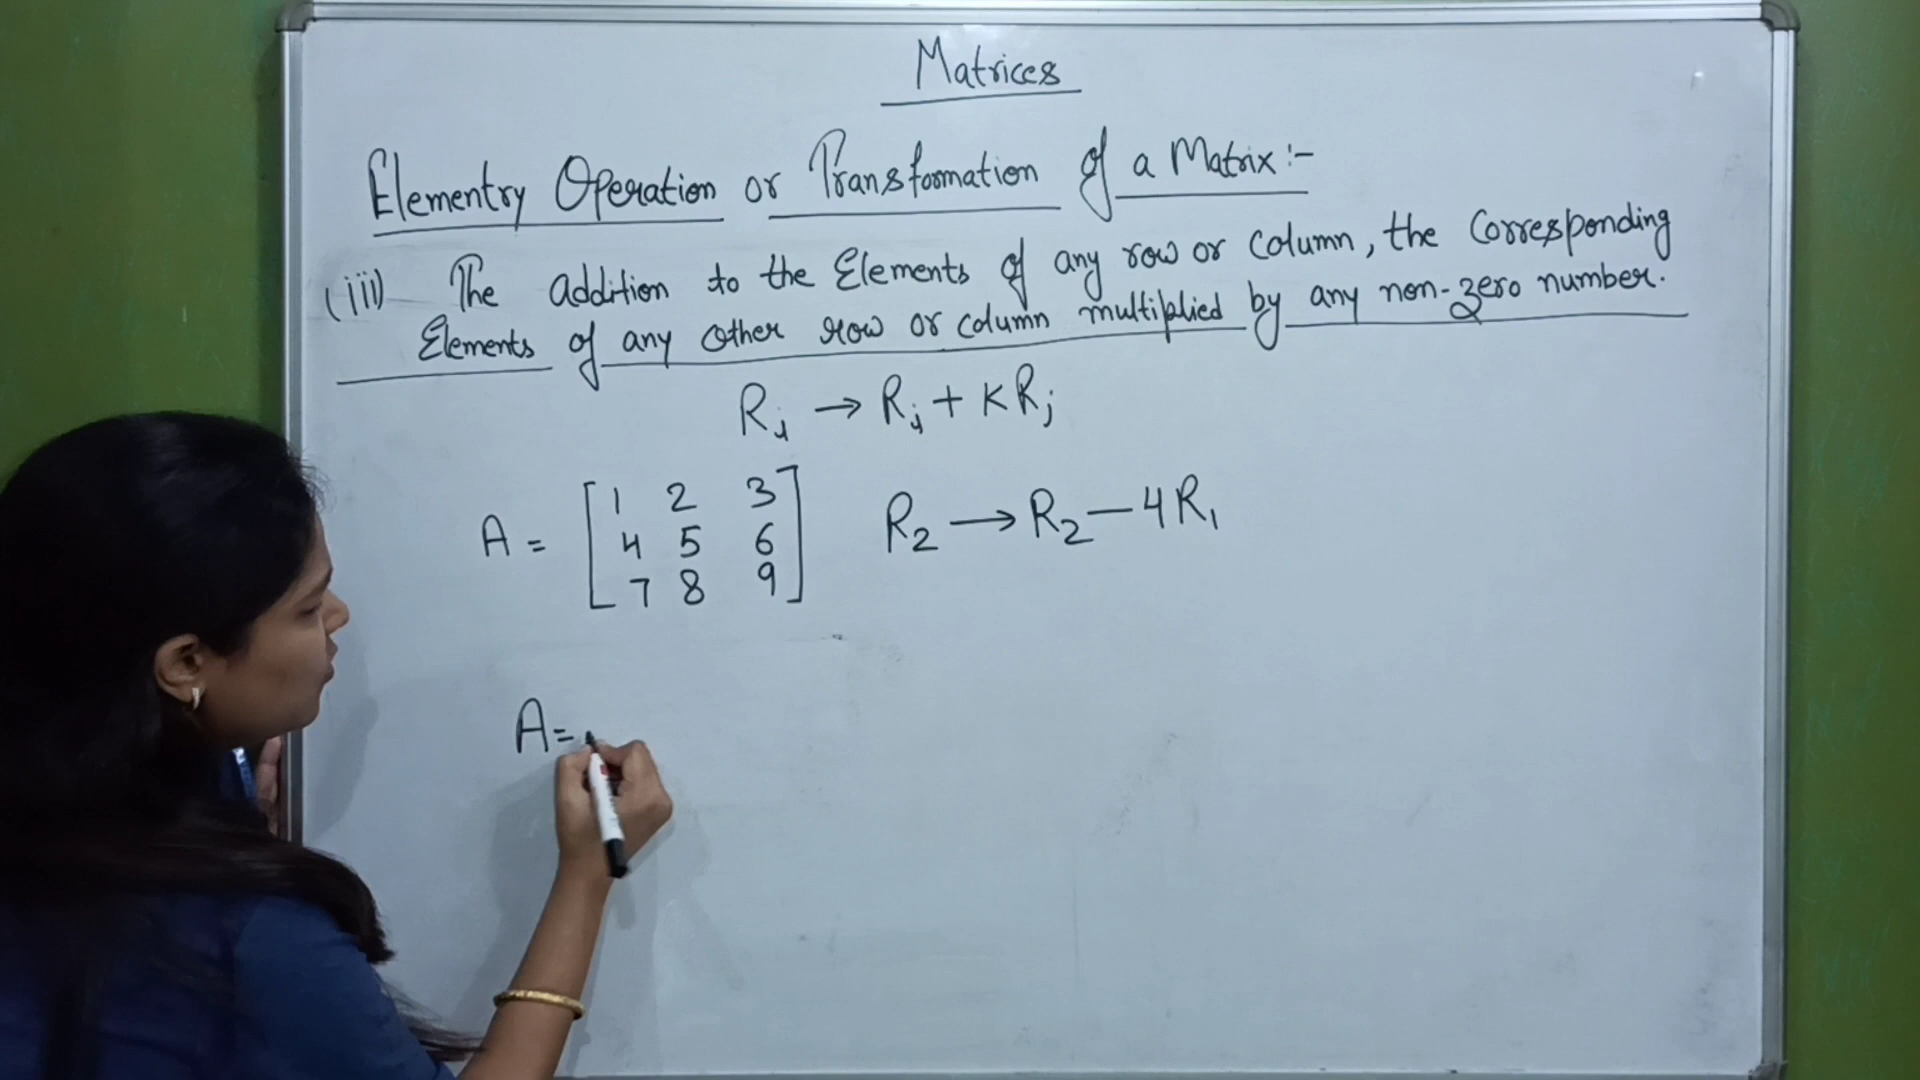 Matrices
Elementry Operation or Transformation of a Matrix:-
(iii) The addition to the Elements of any row or column, the Corresponding
Elements of any other row or column multiplied by any non-zero number.
Ri → Ri + KRj
A = [1 2 3 R2 → R2 - 4R1
4 5 6
7 8 9]
A=